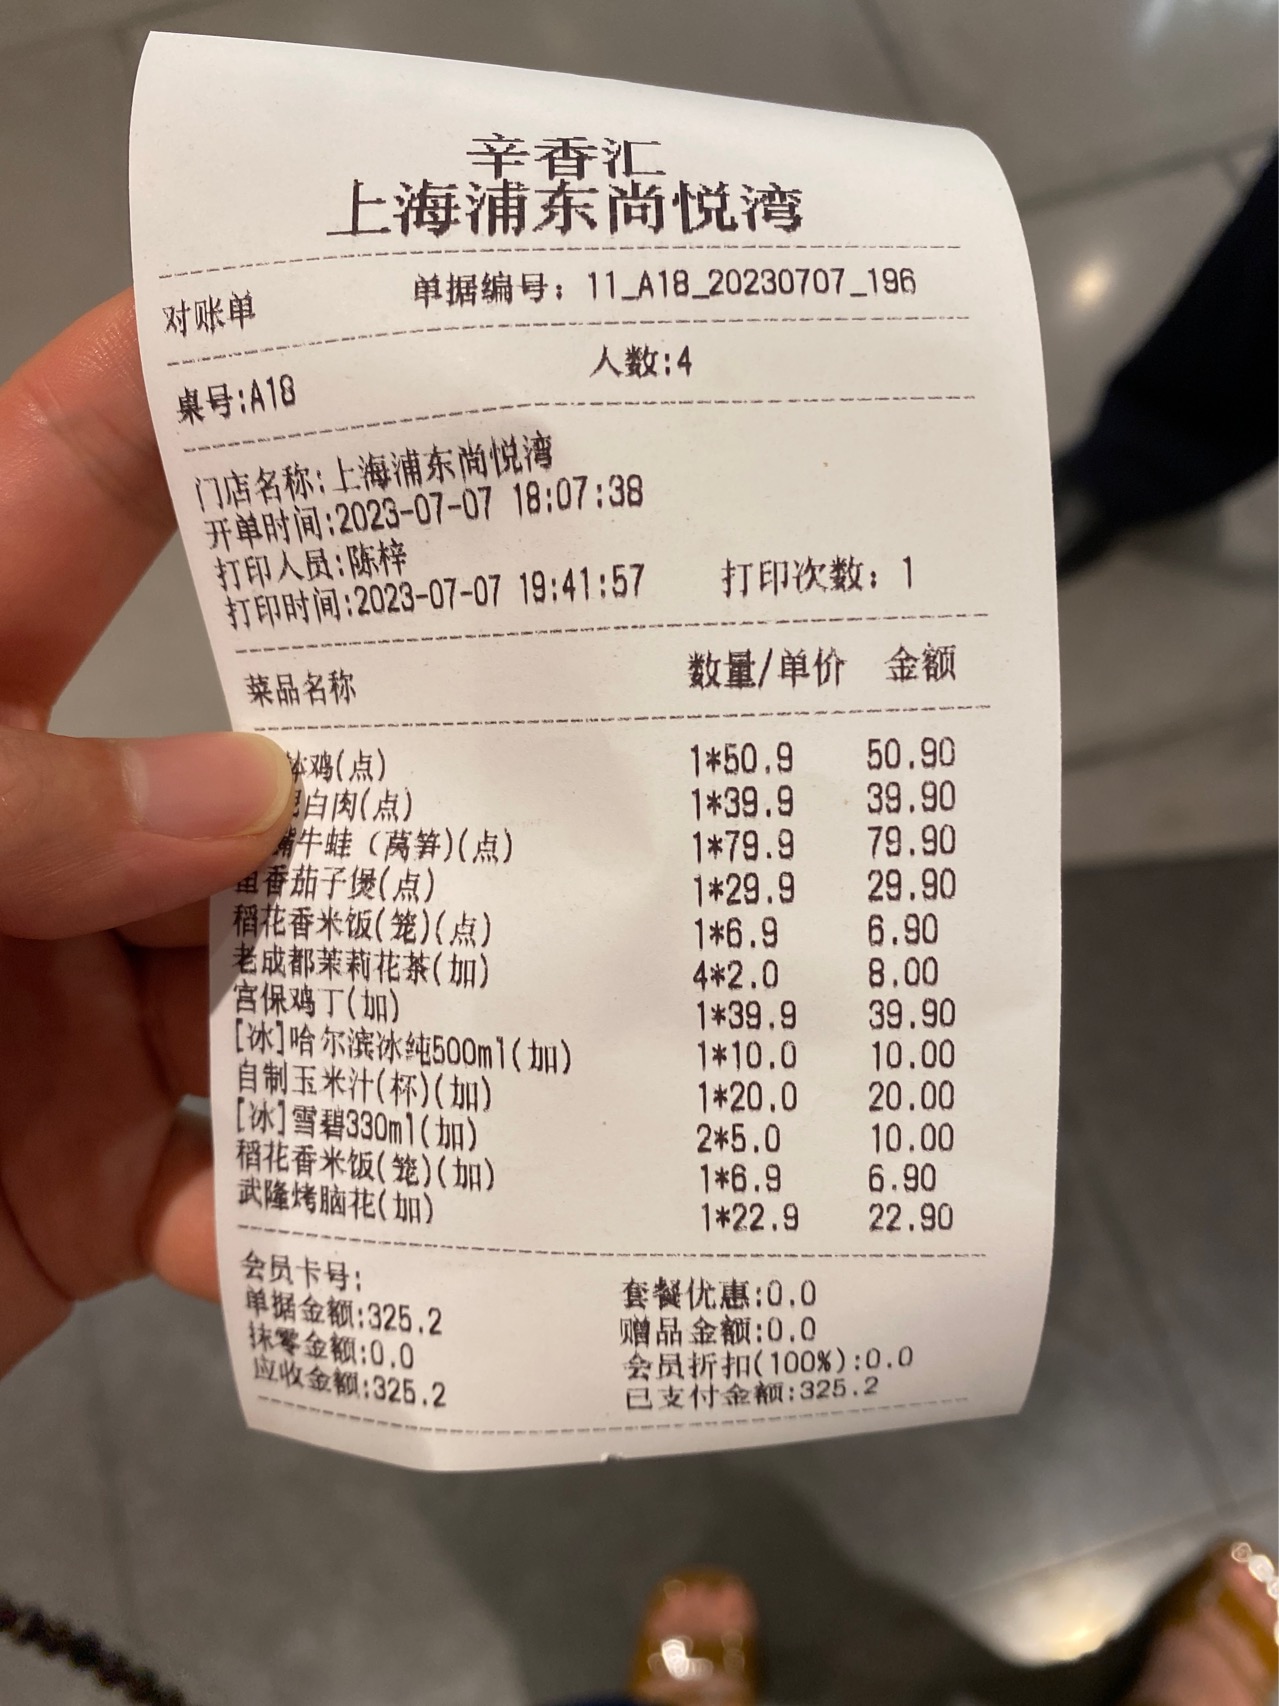 辛香汇
上海浦东尚悦湾
对账单 单据编号：11_A18_20230707_196
桌号:A18 人数:4
门店名称:上海浦东尚悦湾
开单时间:2023-07-07 18:07:38
打印人员:陈梓
打印时间:2023-07-07 19:41:57 打印次数：1
菜品名称 数量/单价 金额
钵鸡(点) 1*50.9 50.90
白肉(点) 1*39.9 39.90
嘴牛蛙（莴笋)(点) 1*79.9 79.90
鱼香茄子煲(点) 1*29.9 29.90
稻花香米饭(笼)(点) 1*6.9 6.90
老成都茉莉花茶(加) 4*2.0 8.00
宫保鸡丁(加) 1*39.9 39.90
[冰]哈尔滨冰纯500ml(加) 1*10.0 10.00
自制玉米汁(杯)(加) 1*20.0 20.00
[冰]雪碧330ml(加) 2*5.0 10.00
稻花香米饭(笼)(加) 1*6.9 6.90
武隆烤脑花(加) 1*22.9 22.90
会员卡号: 套餐优惠:0.0
单据金额:325.2 赠品金额:0.0
抹零金额:0.0 会员折扣(100%):0.0
应收金额:325.2 已支付金额:325.2